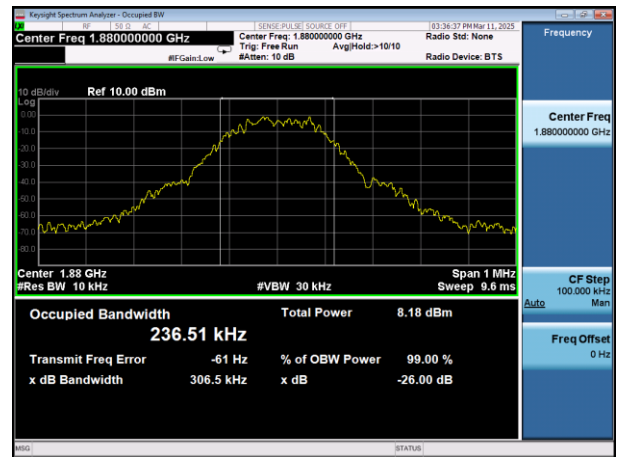 Keysight Spectrum Analyzer - Occupied BW
RF 50 Ω AC SENSE:PULSE SOURCE OFF 03:36:37 PM Mar 11, 2025
Center Freq 1.880000000 GHz
Center Freq: 1.880000000 GHz
Radio Std: None
Trig: Free Run Avg|Hold:>10/10
#IFGain:Low
#Atten: 10 dB
Radio Device: BTS
Frequency
10 dB/div Ref 10.00 dBm
Log
0.00
-10.0
-20.0
-30.0
-40.0
-50.0
-60.0
-70.0
-80.0
Center 1.88 GHz Span 1 MHz
#Res BW 10 kHz #VBW 30 kHz Sweep 9.6 ms
Occupied Bandwidth Total Power 8.18 dBm
236.51 kHz
Transmit Freq Error -61 Hz % of OBW Power 99.00 %
x dB Bandwidth 306.5 kHz x dB -26.00 dB
Center Freq
1.880000000 GHz
CF Step
100.000 kHz
Auto Man
Freq Offset
0 Hz
MSG STATUS